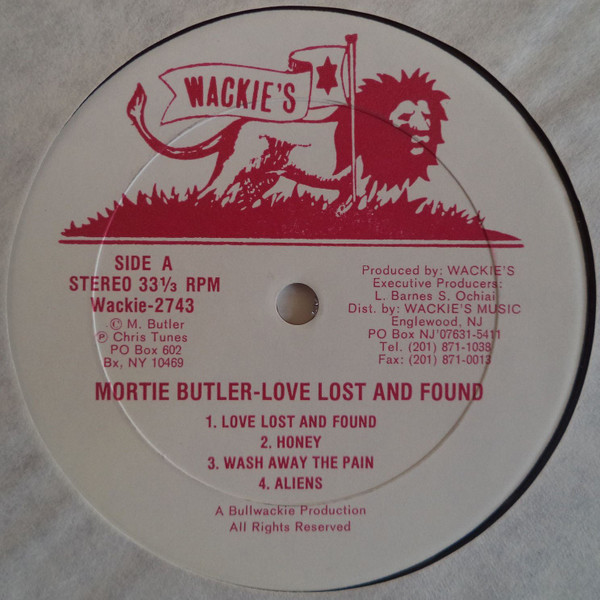 WACKIE'S
SIDE A
STEREO 33⅓ RPM
Wackie-2743
© M. Butler
℗ Chris Tunes
PO Box 602
Bx, NY 10469
Produced by: WACKIE'S
Executive Producers:
L. Barnes S. Ochiai
Dist. by: WACKIE'S MUSIC
Englewood, NJ
PO Box NJ'07631-5411
Tel. (201) 871-1038
Fax: (201) 871-0013
MORTIE BUTLER-LOVE LOST AND FOUND
1. LOVE LOST AND FOUND
2. HONEY
3. WASH AWAY THE PAIN
4. ALIENS
A Bullwackie Production
All Rights Reserved